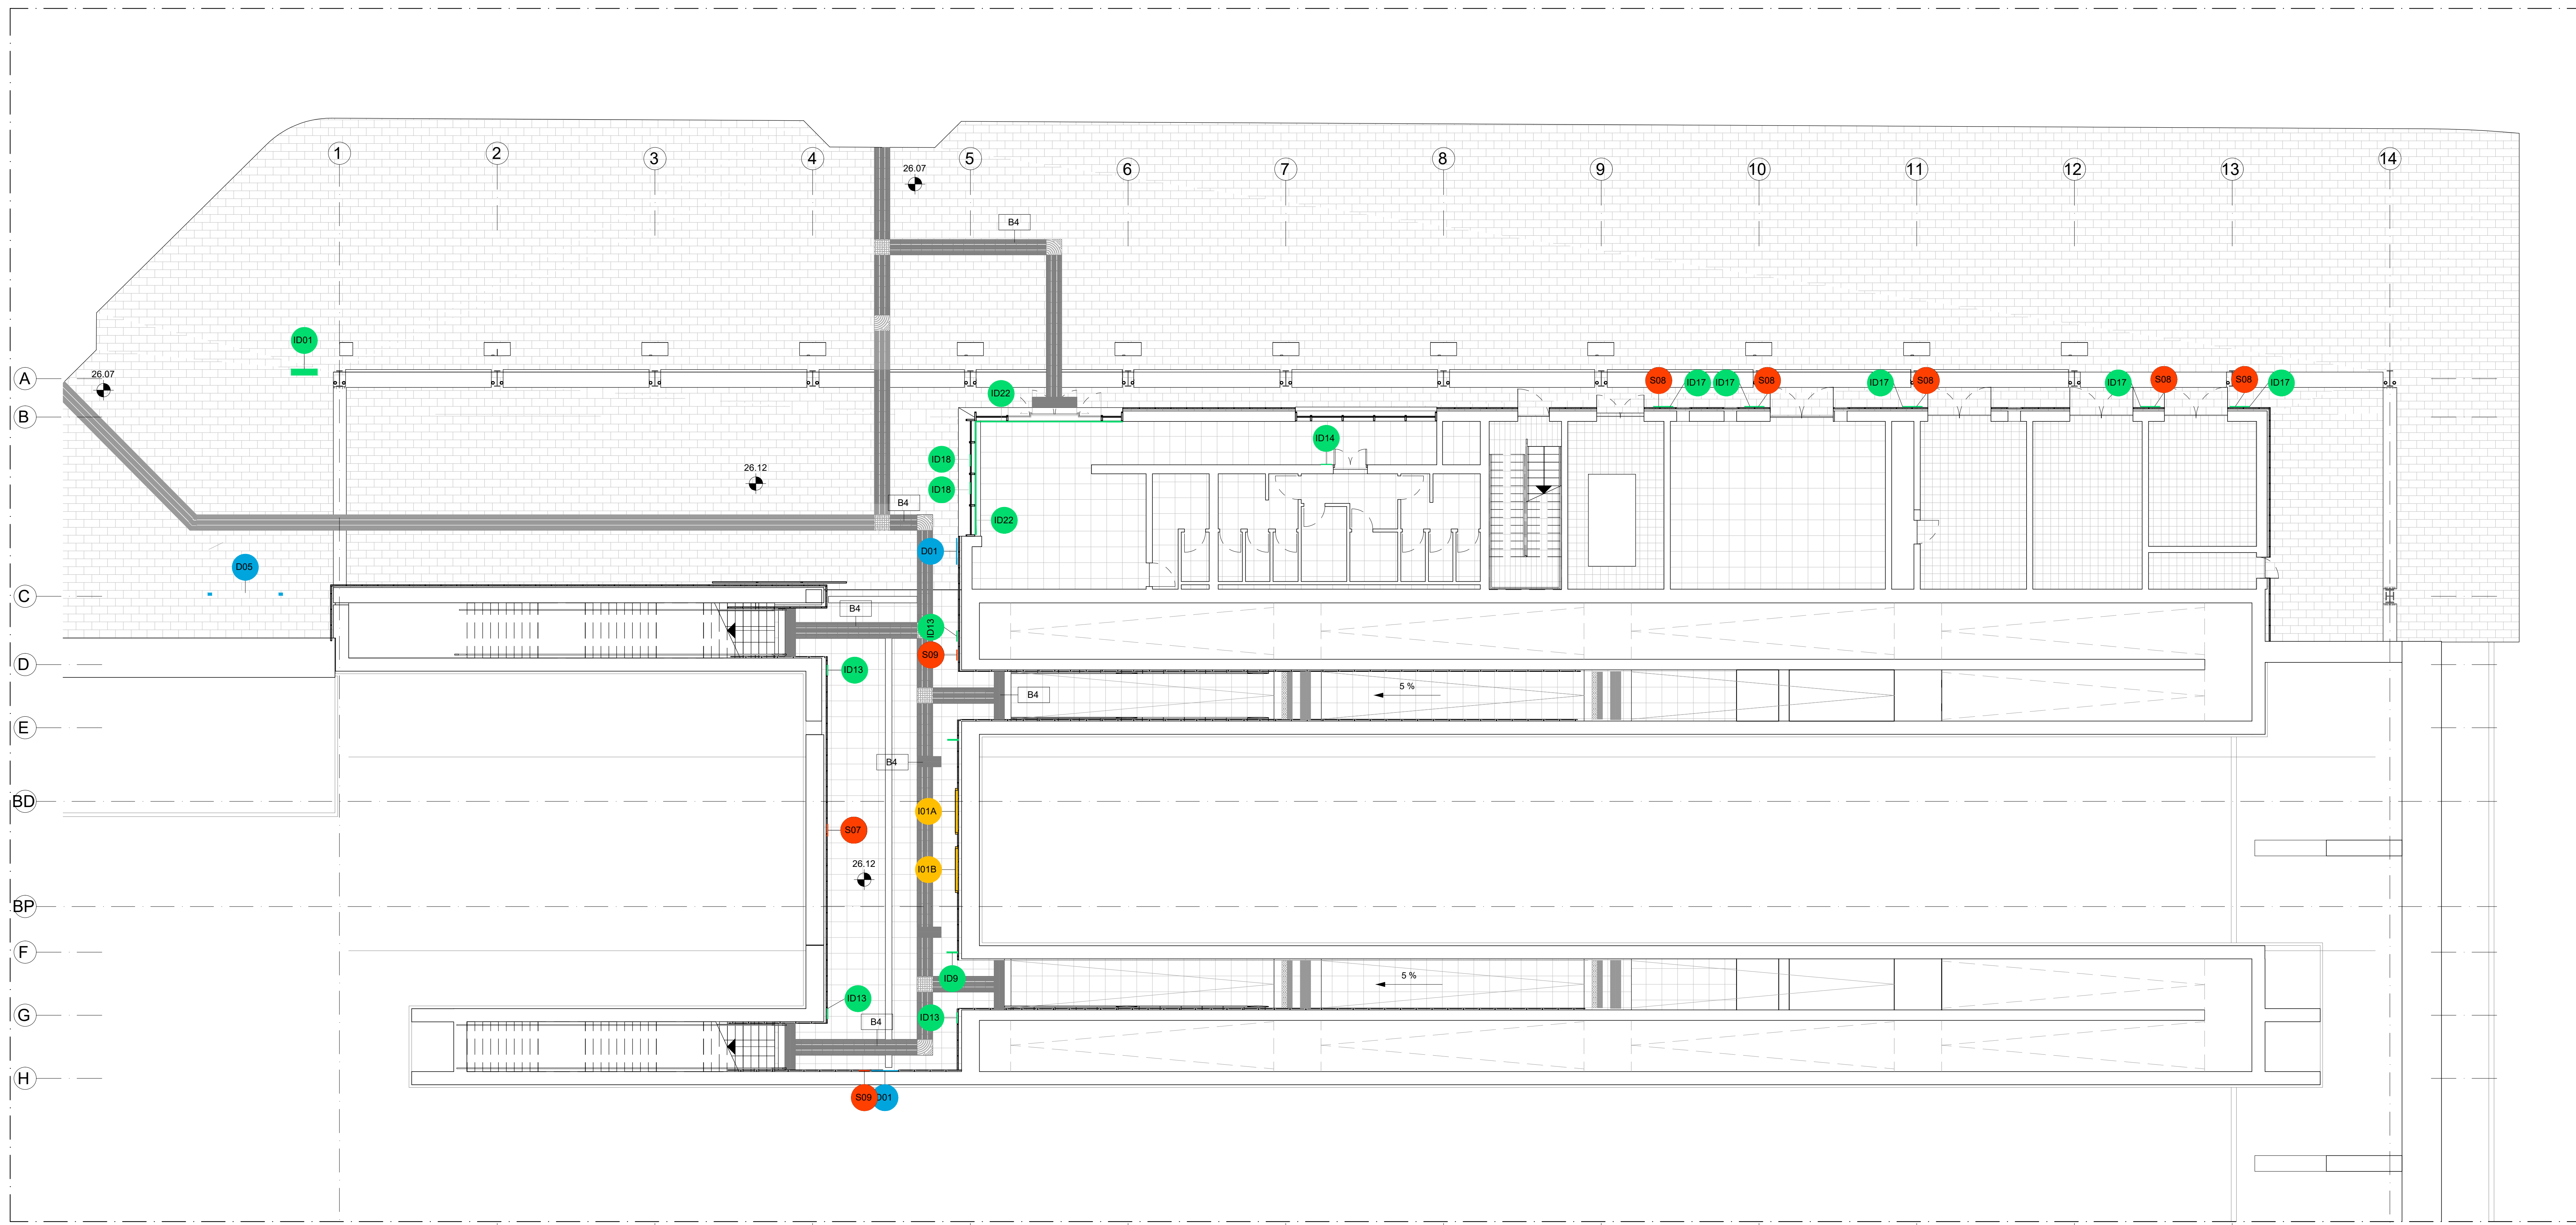 1
2
3
4
5
6
7
8
9
10
11
12
13
14
26.07
B4
ID01
A
26.07
B
ID22
S08
ID17
ID17
S08
ID17
S08
ID17
S08
S08
ID17
ID14
ID18
26.12
ID18
B4
ID22
D01
D05
C
B4
ID13
S09
D
ID13
B4
5 %
E
B4
BD
I01A
S07
26.12
I01B
BP
F
ID9
5 %
ID13
G
ID13
B4
H
S09
D01